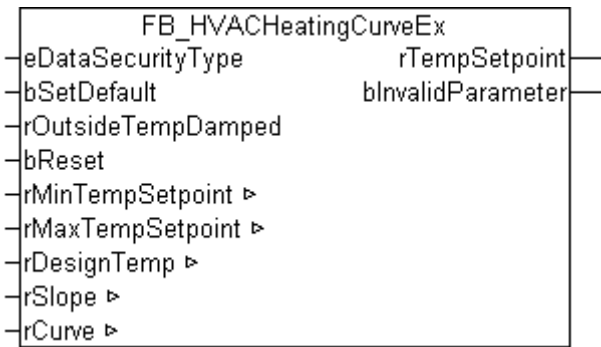 FB_HVACHeatingCurveEx
eDataSecurityType rTempSetpoint
bSetDefault bInvalidParameter
rOutsideTempDamped
bReset
rMinTempSetpoint ▹
rMaxTempSetpoint ▹
rDesignTemp ▹
rSlope ▹
rCurve ▹